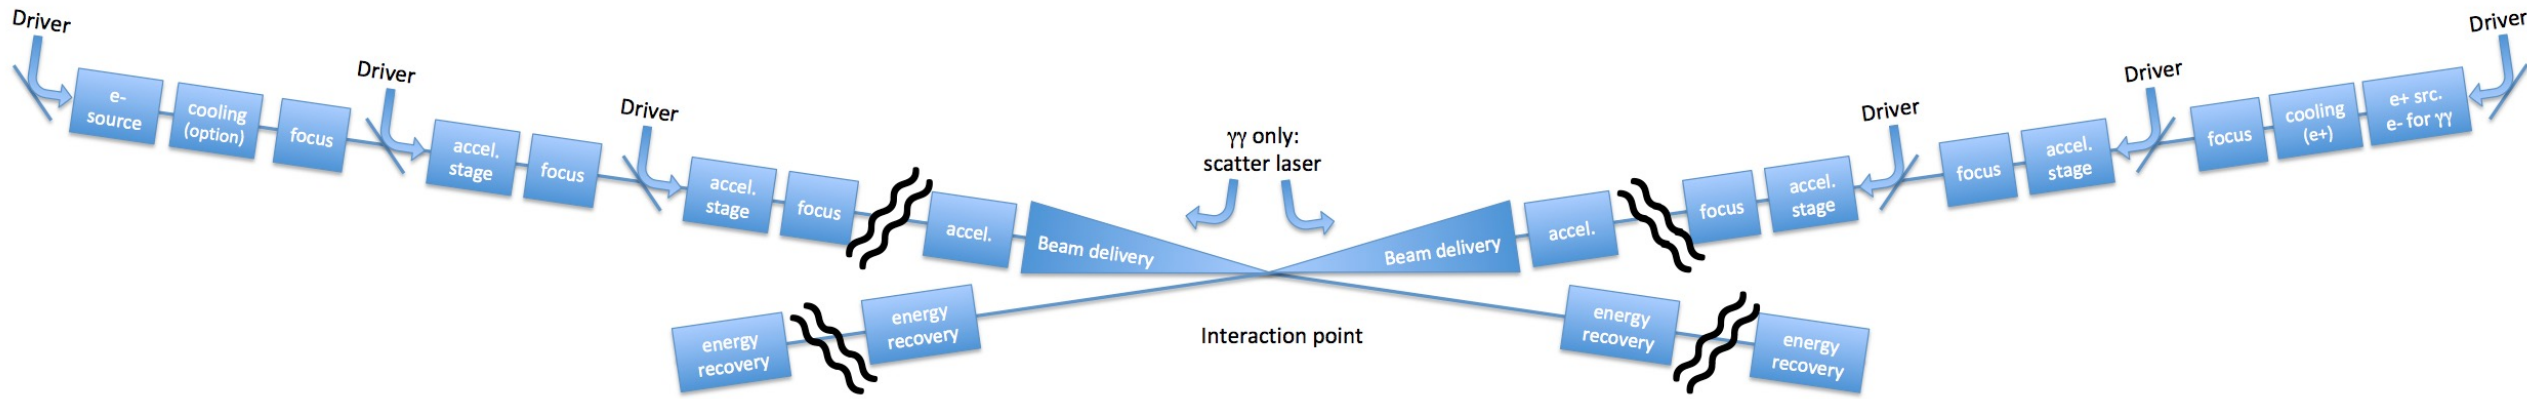 Driver
e-
source
cooling
(option)
focus
Driver
accel.
stage
focus
Driver
accel.
stage
focus
accel.
Beam delivery
γγ only:
scatter laser
Beam delivery
accel.
focus
accel.
stage
Driver
focus
accel.
stage
Driver
focus
cooling
(e+)
e+ src.
e- for γγ
Driver
energy
recovery
energy
recovery
Interaction point
energy
recovery
energy
recovery